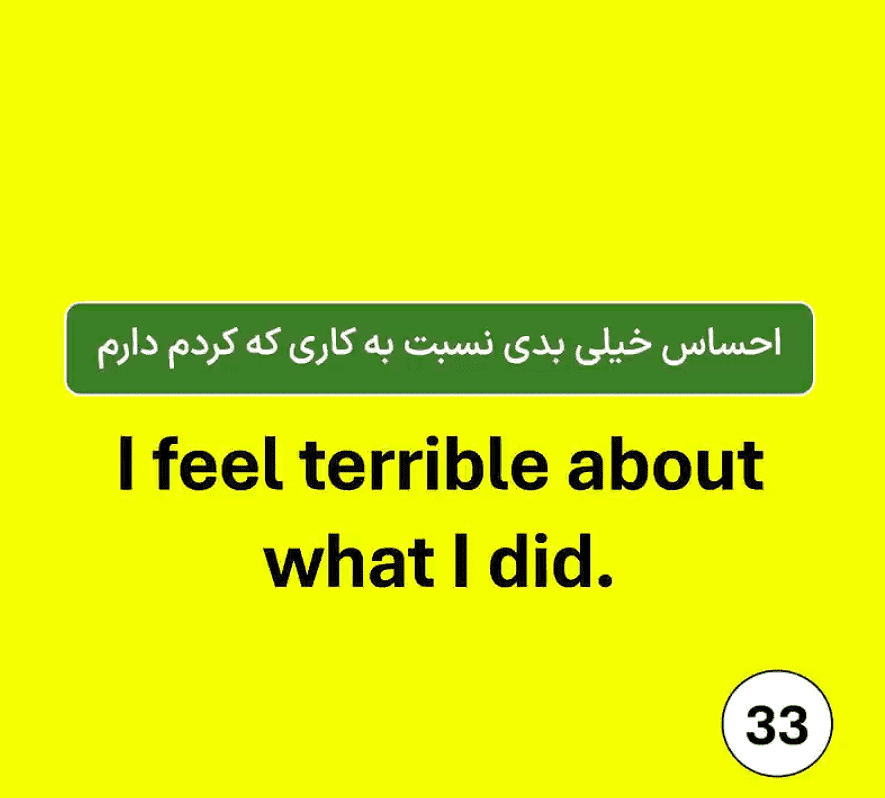 احساس خیلی بدی نسبت به کاری که کردم دارم
I feel terrible about
what I did.
33